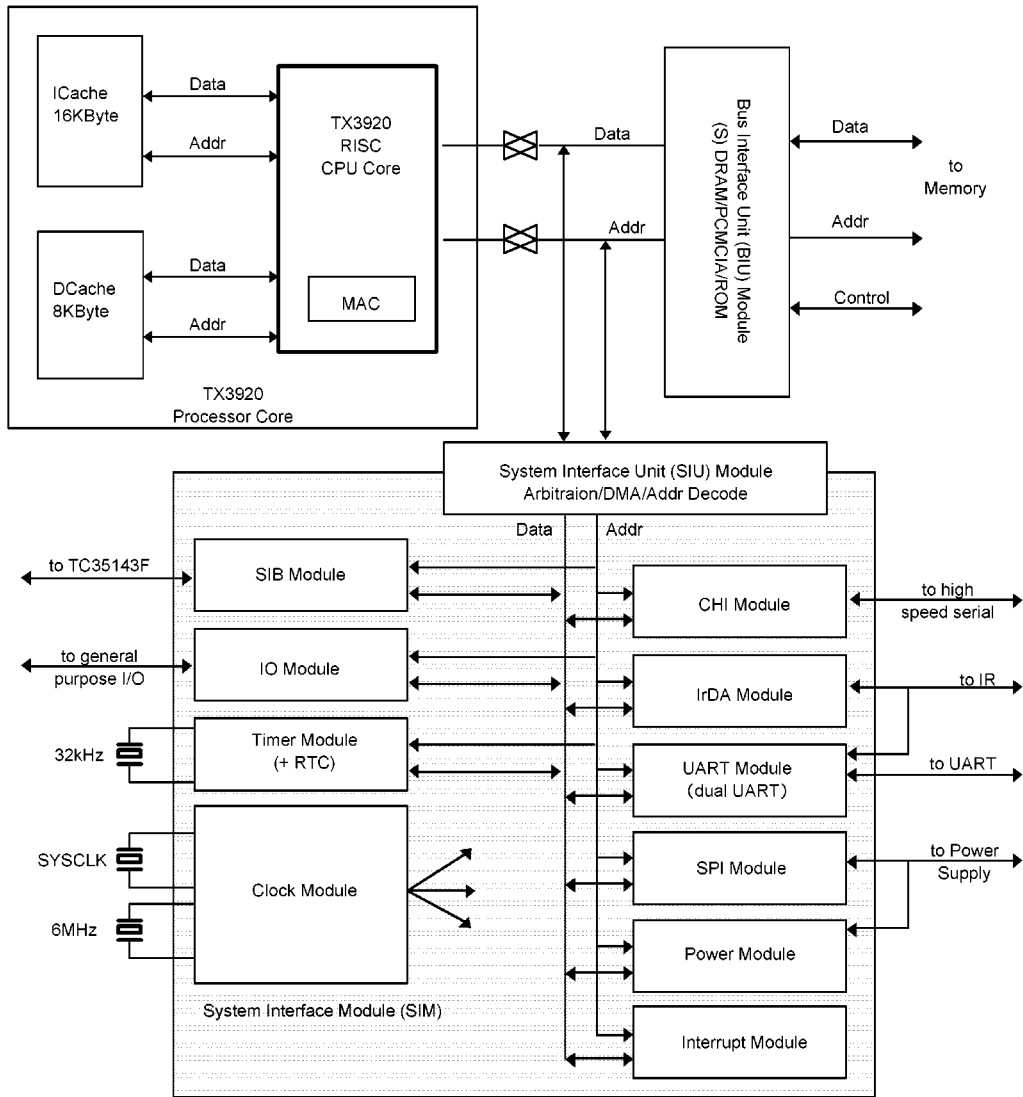 ICache
16KByte
Data
Addr
TX3920
RISC
CPU Core
MAC
DCache
8KByte
Data
Addr
TX3920
Processor Core
Data
Addr
Bus Interface Unit (BIU) Module
(S) DRAM/PCMCIA/ROM
Data
to
Memory
Addr
Control
System Interface Unit (SIU) Module
Arbitraion/DMA/Addr Decode
Data
Addr
to TC35143F
SIB Module
to general
purpose I/O
IO Module
32kHz
Timer Module
(+ RTC)
SYSCLK
6MHz
Clock Module
System Interface Module (SIM)
CHI Module
to high
speed serial
IrDA Module
to IR
UART Module
(dual UART)
to UART
SPI Module
to Power
Supply
Power Module
Interrupt Module